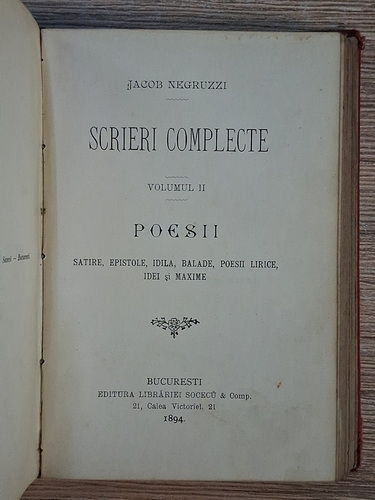 JACOB NEGRUZZI
SCRIERI COMPLECTE
VOLUMUL II
POESII
SATIRE, EPISTOLE, IDILA, BALADE, POESII LIRICE,
IDEI și MAXIME
BUCURESTI
EDITURA LIBRĂRIEI SOCECŬ & Comp.
21, Calea Victoriei, 21
1894.